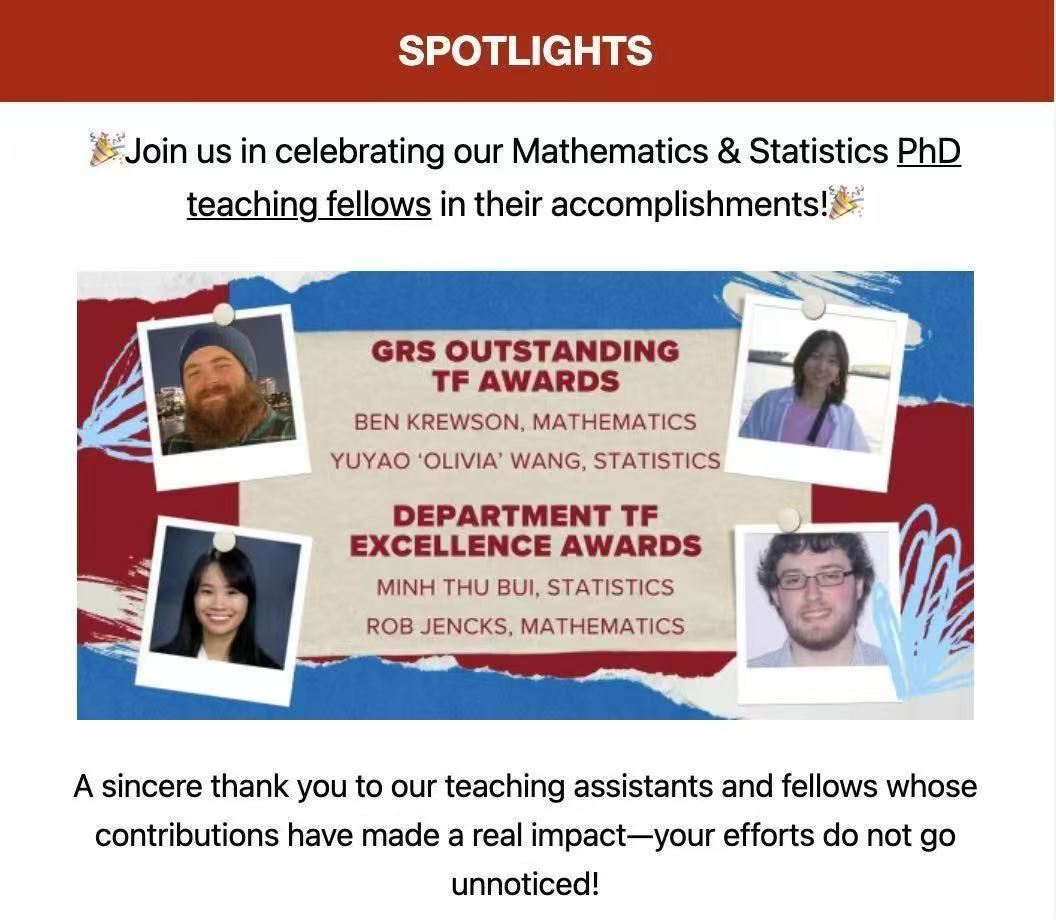 SPOTLIGHTS
🎉Join us in celebrating our Mathematics & Statistics PhD
teaching fellows in their accomplishments!🎉
GRS OUTSTANDING
TF AWARDS
BEN KREWSON, MATHEMATICS
YUYAO ‘OLIVIA’ WANG, STATISTICS
DEPARTMENT TF
EXCELLENCE AWARDS
MINH THU BUI, STATISTICS
ROB JENCKS, MATHEMATICS
A sincere thank you to our teaching assistants and fellows whose
contributions have made a real impact—your efforts do not go
unnoticed!